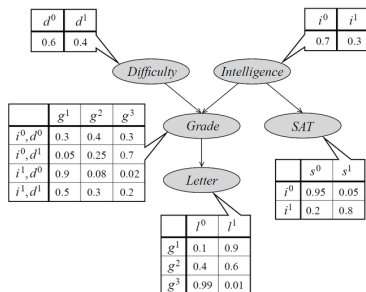 d⁰ d¹
0.6 0.4
i⁰ i¹
0.7 0.3
Difficulty
Intelligence
g¹ g² g³
i⁰,d⁰ 0.3 0.4 0.3
i⁰,d¹ 0.05 0.25 0.7
i¹,d⁰ 0.9 0.08 0.02
i¹,d¹ 0.5 0.3 0.2
Grade
SAT
s⁰ s¹
i⁰ 0.95 0.05
i¹ 0.2 0.8
Letter
l⁰ l¹
g¹ 0.1 0.9
g² 0.4 0.6
g³ 0.99 0.01